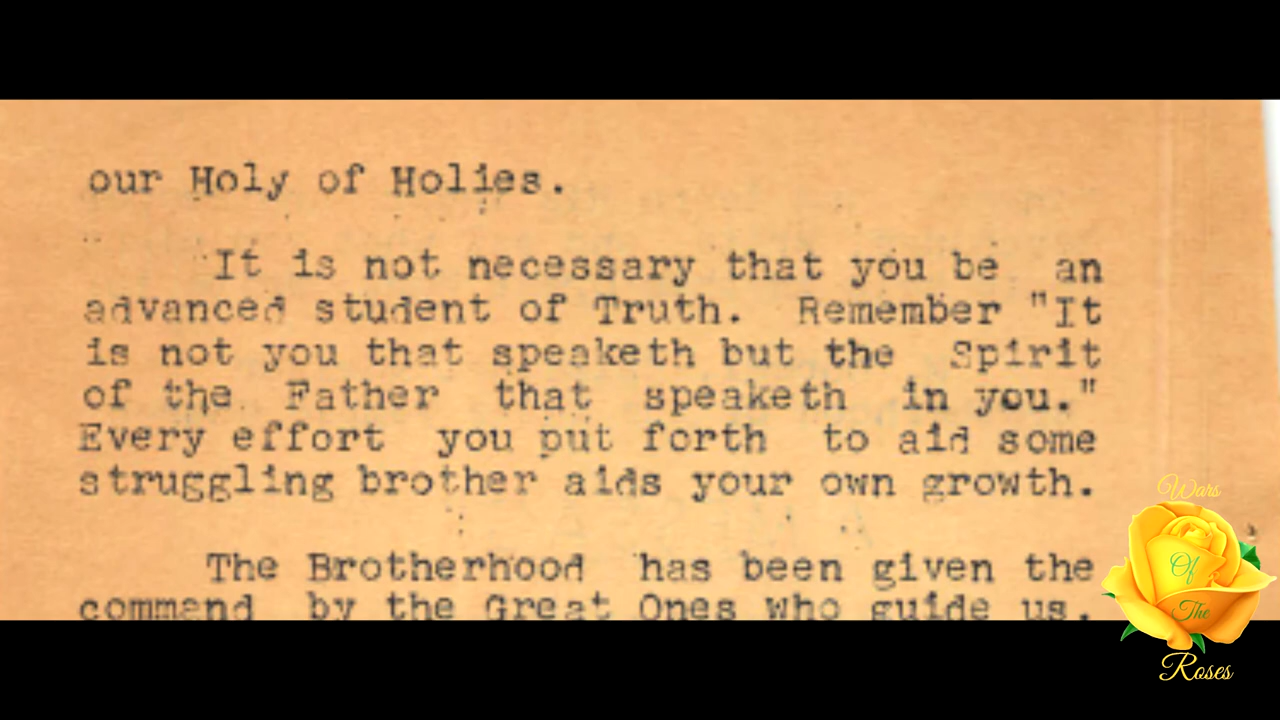 our Holy of Holies.
It is not necessary that you be an
advanced student of Truth. Remember "It
is not you that speaketh but the Spirit
of the Father that speaketh in you."
Every effort you put forth to aid some
struggling brother aids your own growth.
The Brotherhood has been given the
command by the Great Ones who guide us.
Wars
Of
The
Roses